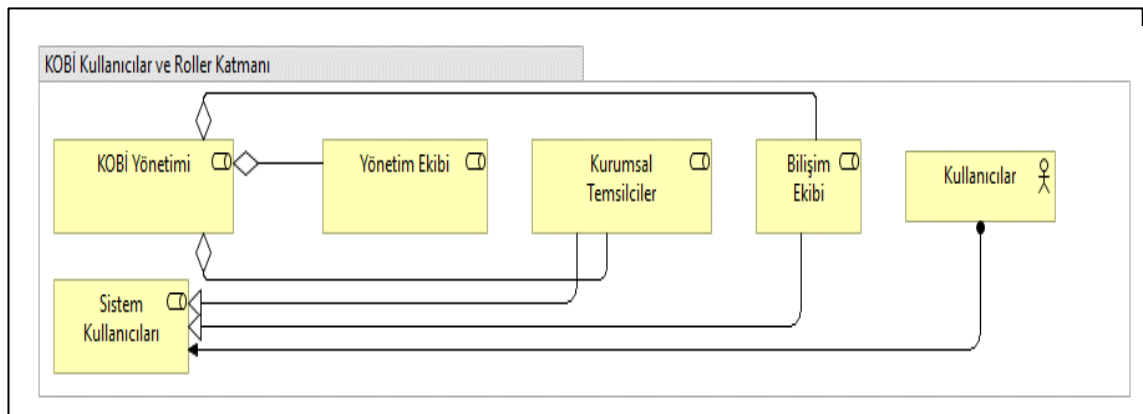 KOBİ Kullanıcılar ve Roller Katmanı
KOBİ Yönetimi
Yönetim Ekibi
Kurumsal
Temsilciler
Bilişim
Ekibi
Kullanıcılar
Sistem
Kullanıcıları